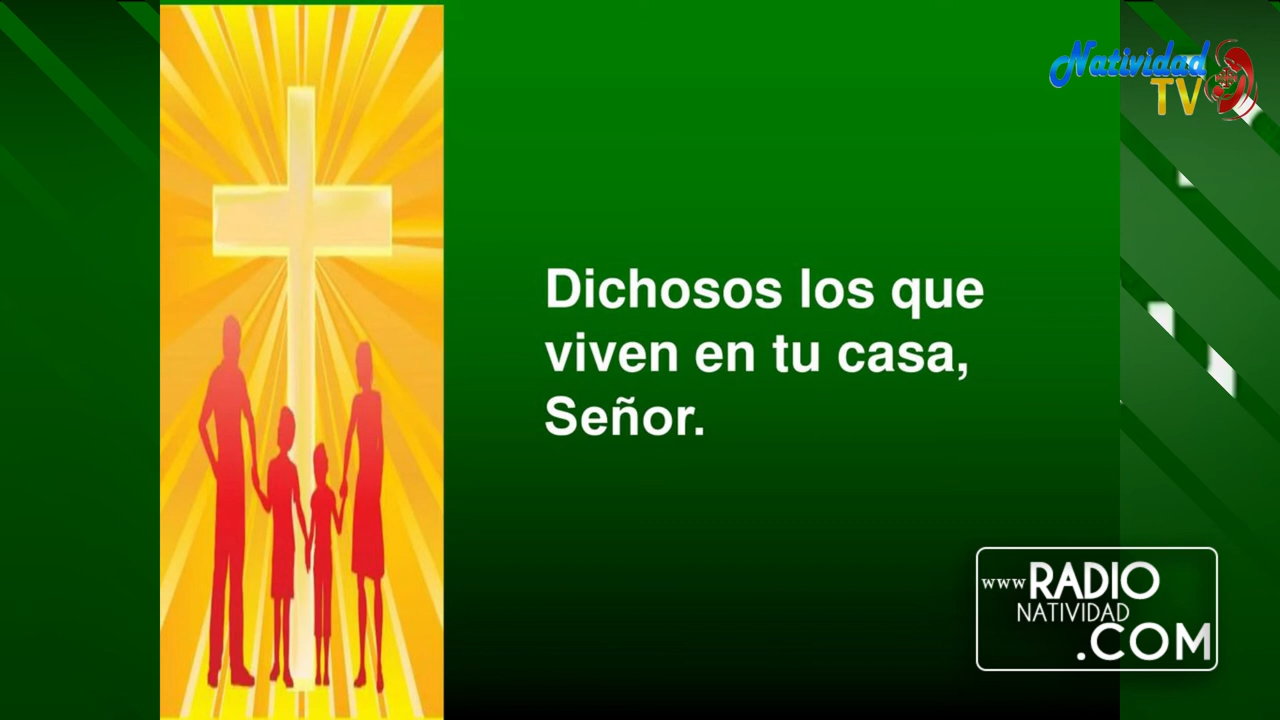 Natividad
TV
Dichosos los que
viven en tu casa,
Señor.
www RADIO
NATIVIDAD
.COM